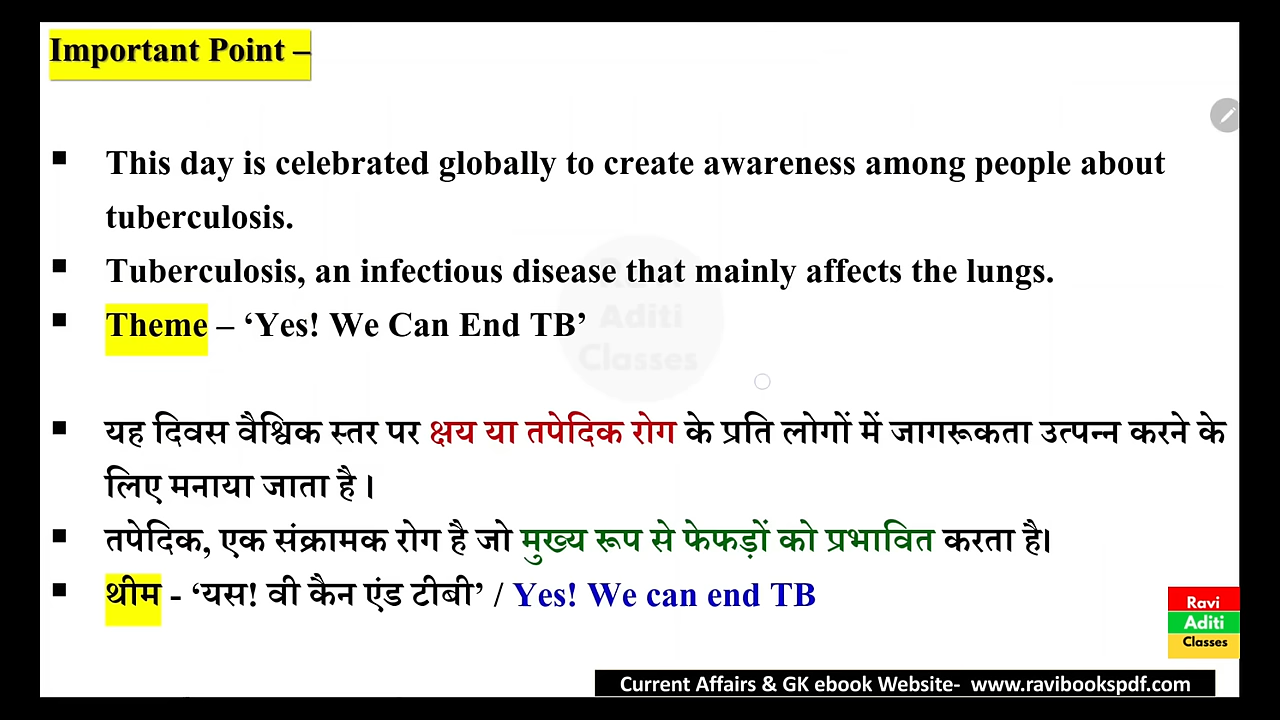 Important Point –
▪ This day is celebrated globally to create awareness among people about
tuberculosis.
▪ Tuberculosis, an infectious disease that mainly affects the lungs.
▪ Theme – ‘Yes! We Can End TB’
Ravi
Aditi
Classes
▪ यह दिवस वैश्विक स्तर पर क्षय या तपेदिक रोग के प्रति लोगों में जागरूकता उत्पन्न करने के
लिए मनाया जाता है।
▪ तपेदिक, एक संक्रामक रोग है जो मुख्य रूप से फेफड़ों को प्रभावित करता है।
▪ थीम - ‘यस! वी कैन एंड टीबी’ / Yes! We can end TB
Ravi
Aditi
Classes
Current Affairs & GK ebook Website- www.ravibookspdf.com